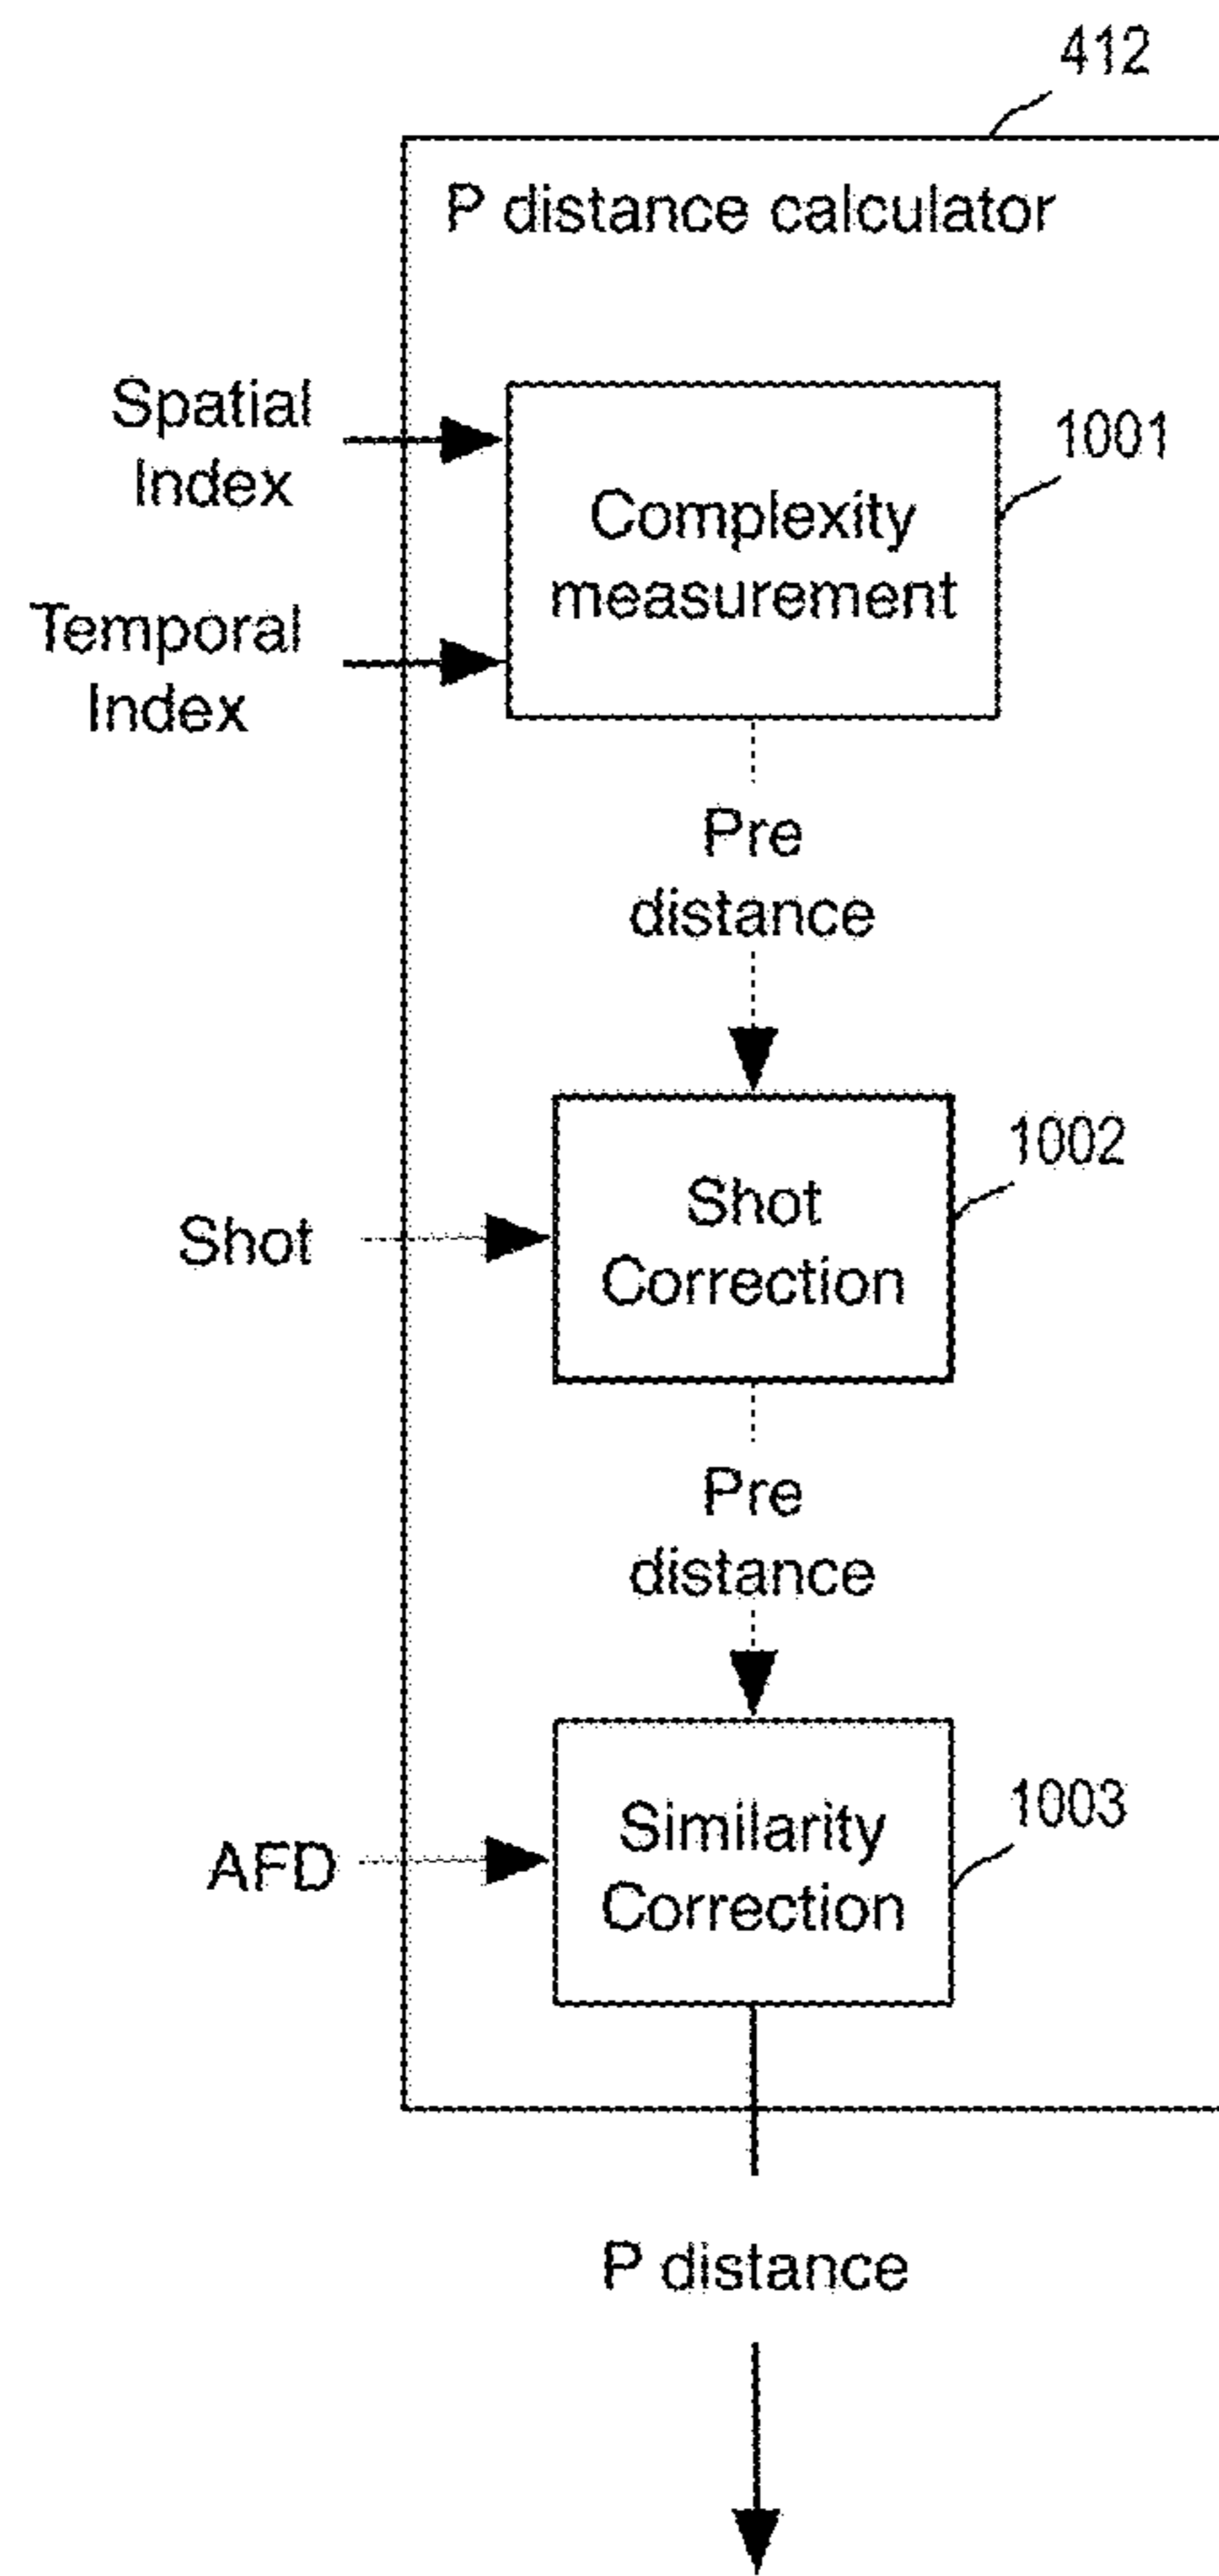 412
P distance calculator
Spatial
Index
1001
Complexity
measurement
Temporal
Index
Pre
distance
1002
Shot
Shot
Correction
Pre
distance
1003
AFD
Similarity
Correction
P distance